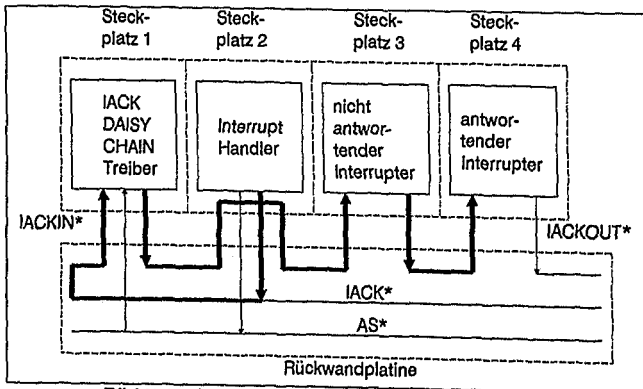 Steck-
platz 1
Steck-
platz 2
Steck-
platz 3
Steck-
platz 4
IACK
DAISY
CHAIN
Treiber
Interrupt
Handler
nicht
antwor-
tender
Interrupter
antwor-
tender
Interrupter
IACKIN*
IACKOUT*
IACK*
AS*
Rückwandplatine